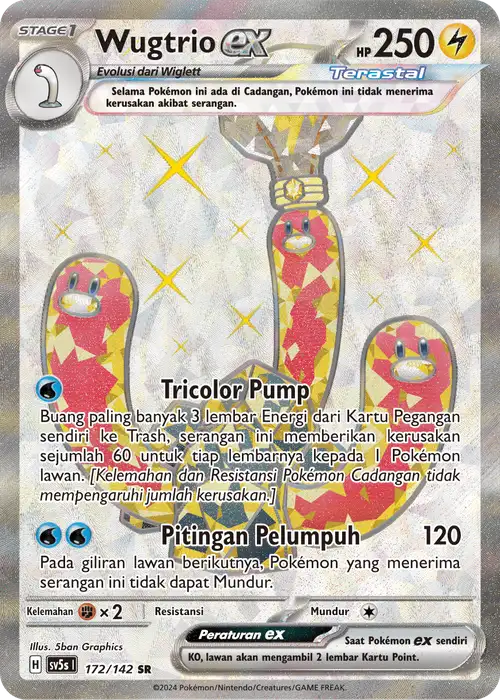 STAGE1
Wugtrio ex
HP 250
Evolusi dari Wiglett
Terastal
Selama Pokémon ini ada di Cadangan, Pokémon ini tidak menerima
kerusakan akibat serangan.
Tricolor Pump
Buang paling banyak 3 lembar Energi dari Kartu Pegangan
sendiri ke Trash, serangan ini memberikan kerusakan
sejumlah 60 untuk tiap lembarnya kepada 1 Pokémon
lawan. [Kelemahan dan Resistansi Pokémon Cadangan tidak
mempengaruhi jumlah kerusakan.]
Pitingan Pelumpuh 120
Pada giliran lawan berikutnya, Pokémon yang menerima
serangan ini tidak dapat Mundur.
Kelemahan ×2 Resistansi Mundur
Illus. 5ban Graphics
Peraturan ex
Saat Pokémon ex sendiri
KO, lawan akan mengambil 2 lembar Kartu Point.
H sv5s I 172/142 SR
©2024 Pokémon/Nintendo/Creatures/GAME FREAK.